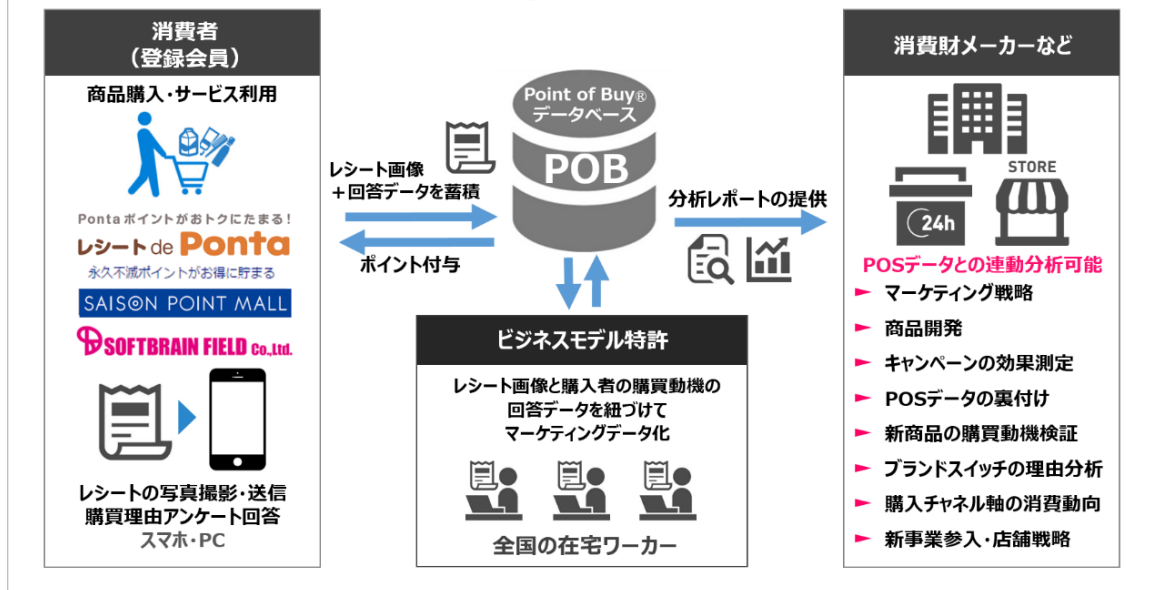 消費者
（登録会員）
商品購入・サービス利用
Pontaポイントがおトクにたまる！
レシート de Ponta
永久不滅ポイントがお得に貯まる
SAISON POINT MALL
SOFTBRAIN FIELD Co.,Ltd.
レシートの写真撮影・送信
購買理由アンケート回答
スマホ・PC
レシート画像
＋回答データを蓄積
ポイント付与
Point of Buy®
データベース
POB
分析レポートの提供
ビジネスモデル特許
レシート画像と購入者の購買動機の
回答データを紐づけて
マーケティングデータ化
全国の在宅ワーカー
消費財メーカーなど
STORE
24h
POSデータとの連動分析可能
► マーケティング戦略
► 商品開発
► キャンペーンの効果測定
► POSデータの裏付け
► 新商品の購買動機検証
► ブランドスイッチの理由分析
► 購入チャネル軸の消費動向
► 新事業参入・店舗戦略